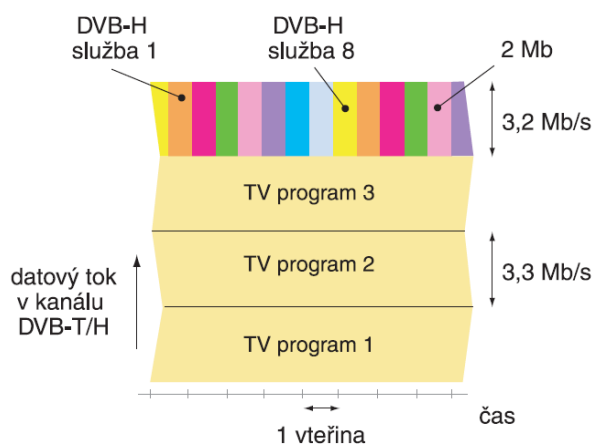 DVB-H
služba 1
DVB-H
služba 8
2 Mb
3,2 Mb/s
TV program 3
TV program 2
3,3 Mb/s
datový tok
v kanálu
DVB-T/H
TV program 1
čas
1 vteřina